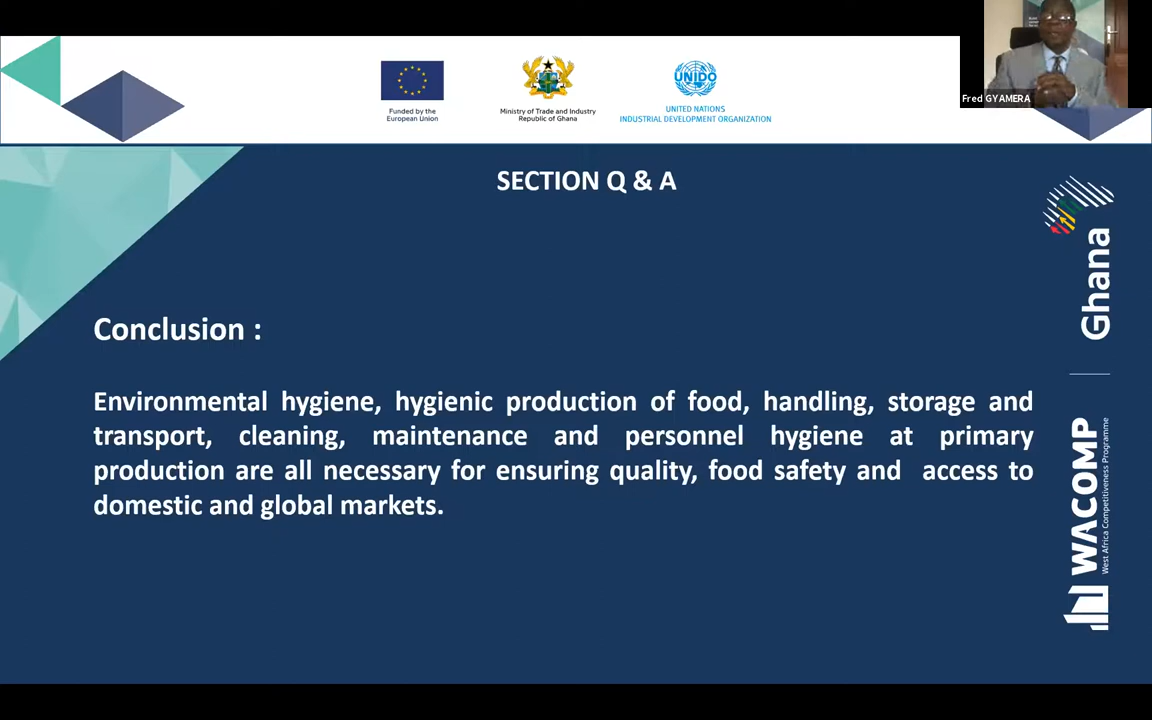 Fred GYAMERA
Funded by the
European Union
Ministry of Trade and Industry
Republic of Ghana
UNIDO
UNITED NATIONS
INDUSTRIAL DEVELOPMENT ORGANIZATION
SECTION Q & A
Conclusion :
Environmental hygiene, hygienic production of food, handling, storage and
transport, cleaning, maintenance and personnel hygiene at primary
production are all necessary for ensuring quality, food safety and access to
domestic and global markets.
Ghana
WACOMP
West Africa Competitiveness Programme